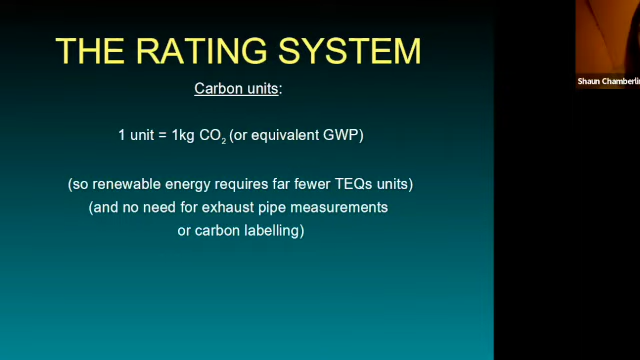 THE RATING SYSTEM
Carbon units:
1 unit = 1kg CO2 (or equivalent GWP)
(so renewable energy requires far fewer TEQs units)
(and no need for exhaust pipe measurements
or carbon labelling)
Shaun Chamberlin